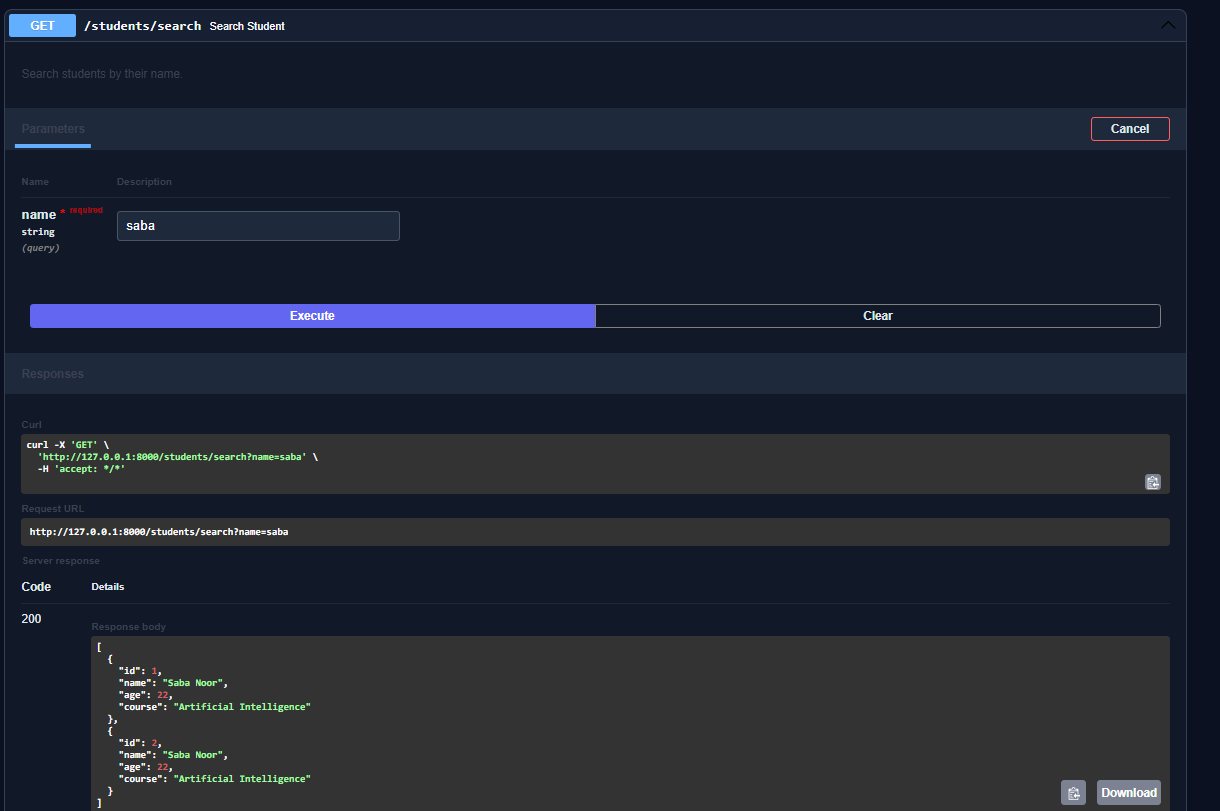 GET /students/search Search Student
Search students by their name.
Parameters
Cancel
Name Description
name * required
string
(query)
saba
Execute Clear
Responses
Curl
curl -X 'GET' \
  'http://127.0.0.1:8000/students/search?name=saba' \
  -H 'accept: */*'
Request URL
http://127.0.0.1:8000/students/search?name=saba
Server response
Code Details
200
Response body
[
  {
    "id": 1,
    "name": "Saba Noor",
    "age": 22,
    "course": "Artificial Intelligence"
  },
  {
    "id": 2,
    "name": "Saba Noor",
    "age": 22,
    "course": "Artificial Intelligence"
  }
]
Download